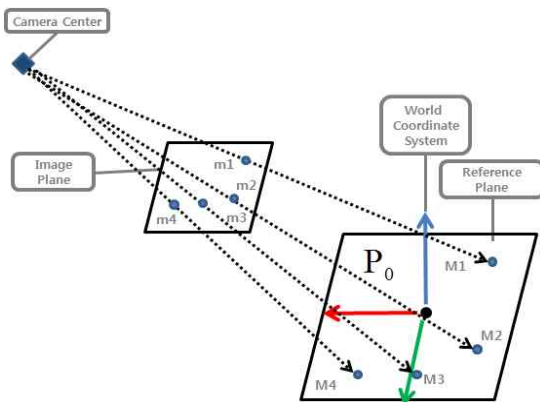 Camera Center
World
Coordinate
System
Image
Plane
m1
m2
m4
m3
Reference
Plane
P0
M1
M2
M4
M3